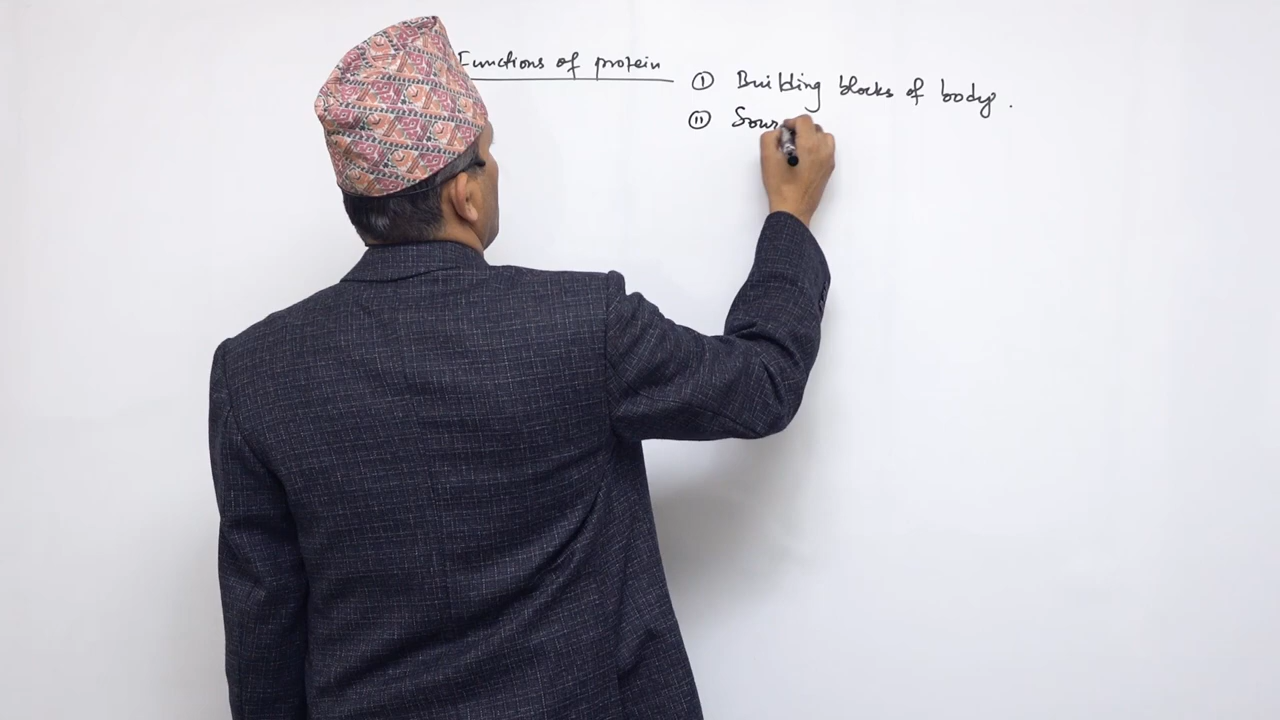 Functions of protein
① Building blocks of body.
⑪ Sour